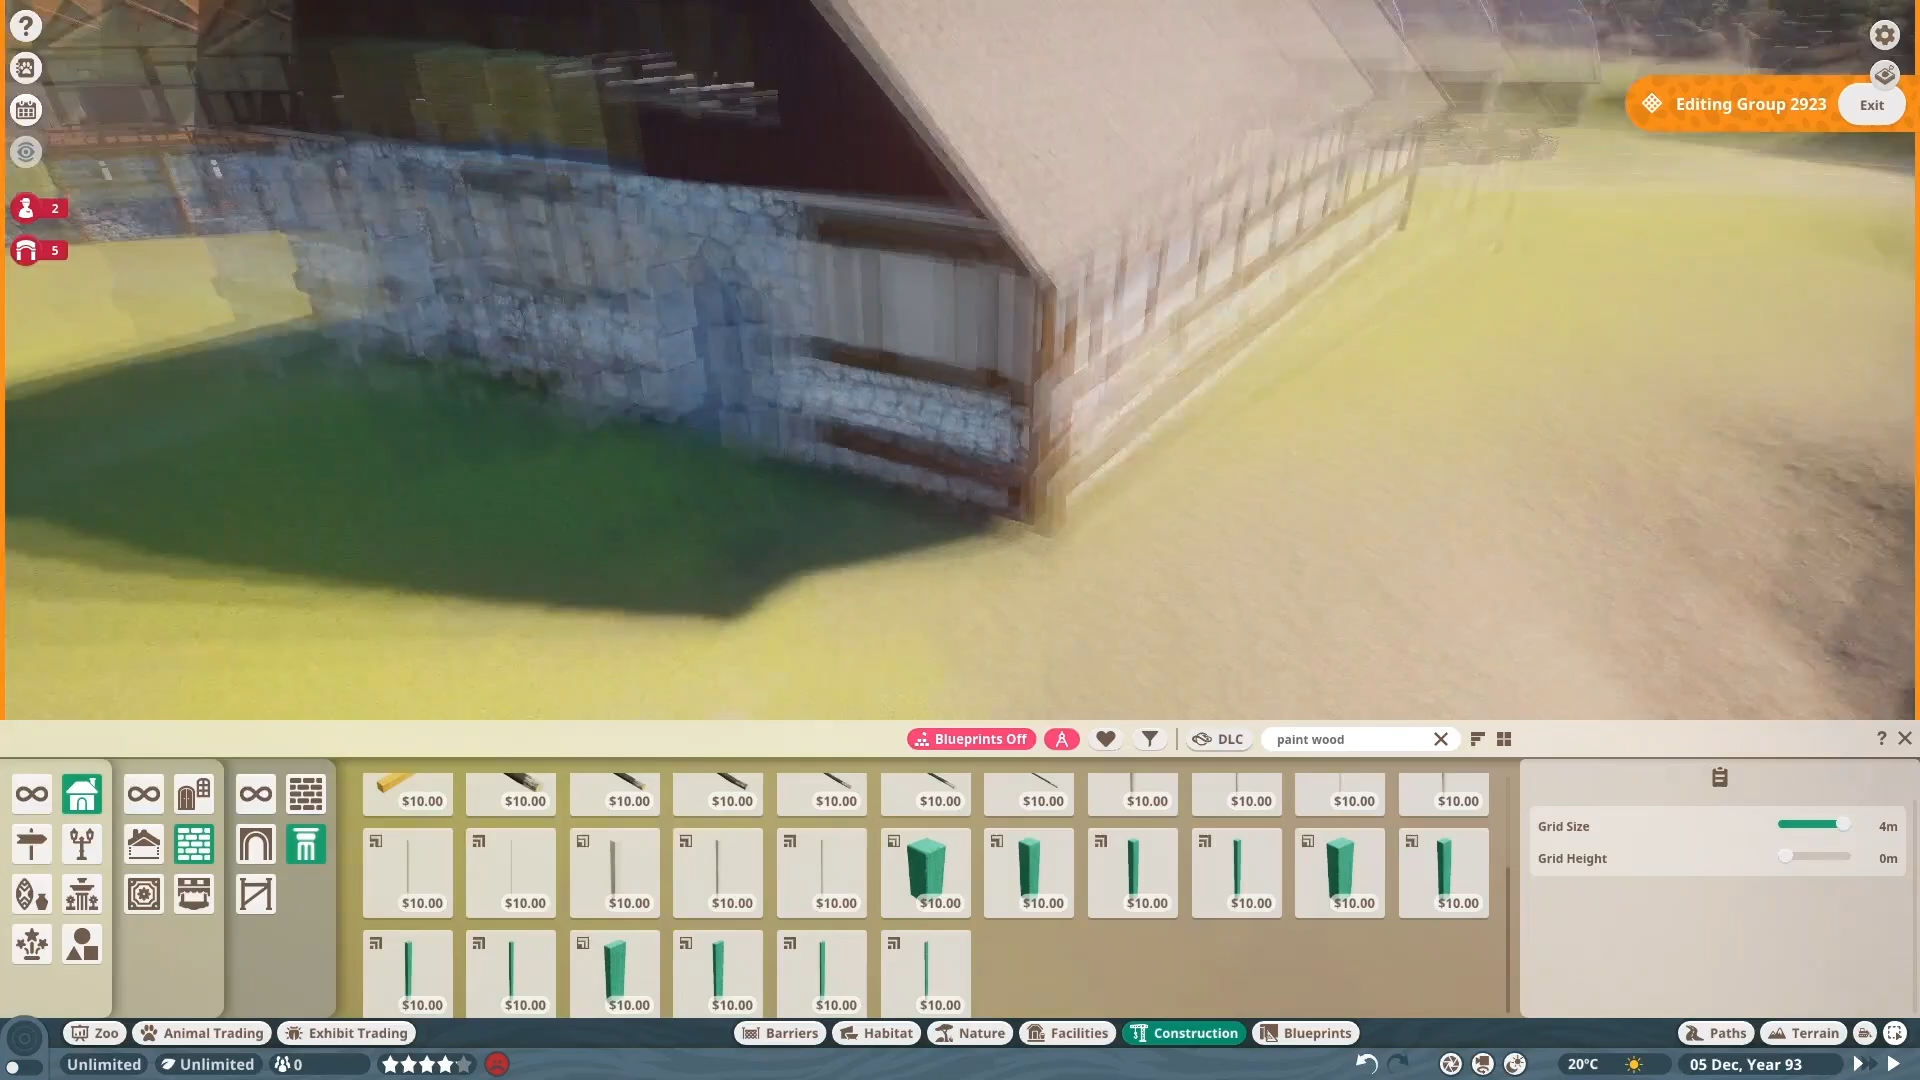 Editing Group 2923
Exit
2
5
Blueprints Off
DLC
paint wood
?
$10.00 $10.00 $10.00 $10.00 $10.00 $10.00 $10.00 $10.00 $10.00 $10.00 $10.00
Grid Size 4m
Grid Height 0m
$10.00 $10.00 $10.00 $10.00 $10.00 $10.00 $10.00 $10.00 $10.00 $10.00 $10.00
$10.00 $10.00 $10.00 $10.00 $10.00 $10.00
Zoo Animal Trading Exhibit Trading Barriers Habitat Nature Facilities Construction Blueprints Paths Terrain
Unlimited Unlimited 0 20°C 05 Dec, Year 93